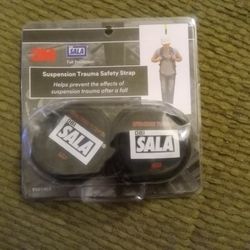 3M
DBI
SALA
Fall Protection
Suspension Trauma Safety Strap
Helps prevent the effects of
suspension trauma after a fall
DBI
SALA
DBI
SALA